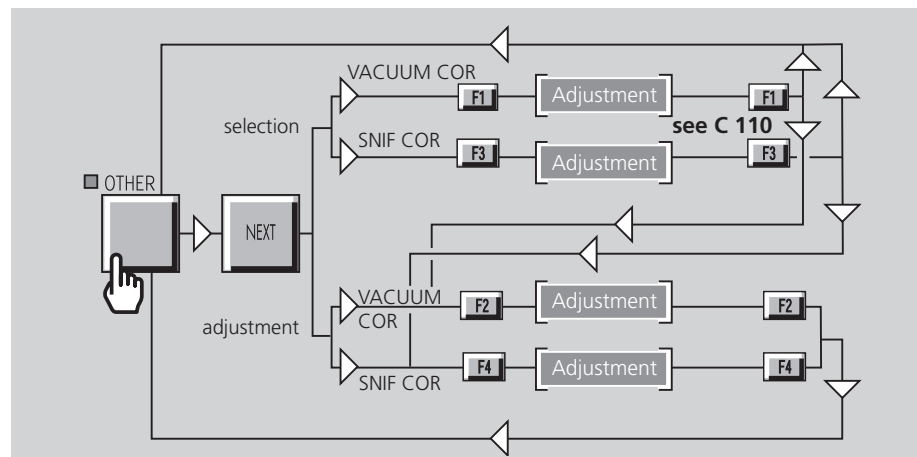 VACUUM COR
F1
Adjustment
F1
selection
see C 110
SNIF COR
F3
Adjustment
F3
OTHER
NEXT
VACUUM
COR
F2
Adjustment
F2
adjustment
SNIF COR
F4
Adjustment
F4